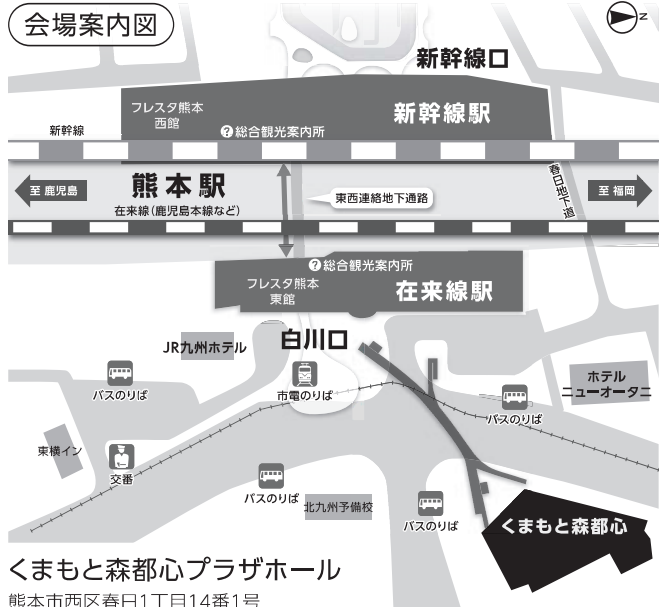 会場案内図
N
新幹線口
フレスタ熊本
西館
新幹線駅
?総合観光案内所
新幹線
至 鹿児島
熊本駅
在来線(鹿児島本線など)
東西連絡地下通路
春日地下道
至 福岡
?総合観光案内所
フレスタ熊本
東館
在来線駅
白川口
JR九州ホテル
バスのりば
市電のりば
バスのりば
ホテル
ニューオータニ
東横イン
交番
バスのりば
北九州予備校
バスのりば
くまもと森都心
くまもと森都心プラザホール
熊本市西区春日1丁目14番1号